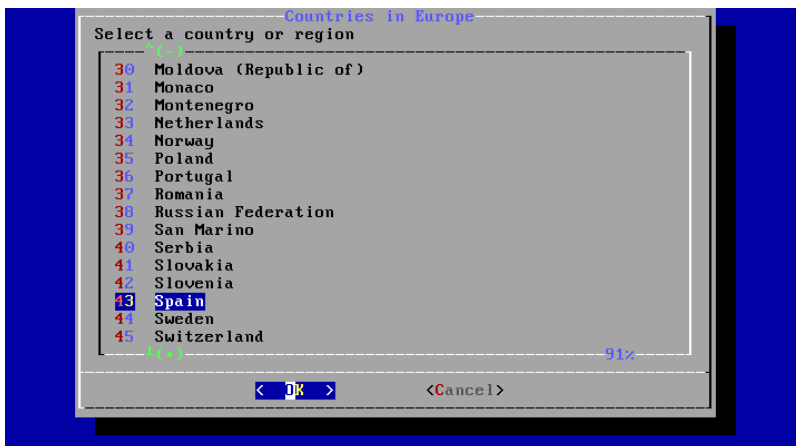 Countries in Europe
Select a country or region
^(-)
30 Moldova (Republic of)
31 Monaco
32 Montenegro
33 Netherlands
34 Norway
35 Poland
36 Portugal
37 Romania
38 Russian Federation
39 San Marino
40 Serbia
41 Slovakia
42 Slovenia
43 Spain
44 Sweden
45 Switzerland
┴(+) 91%
< OK > <Cancel>